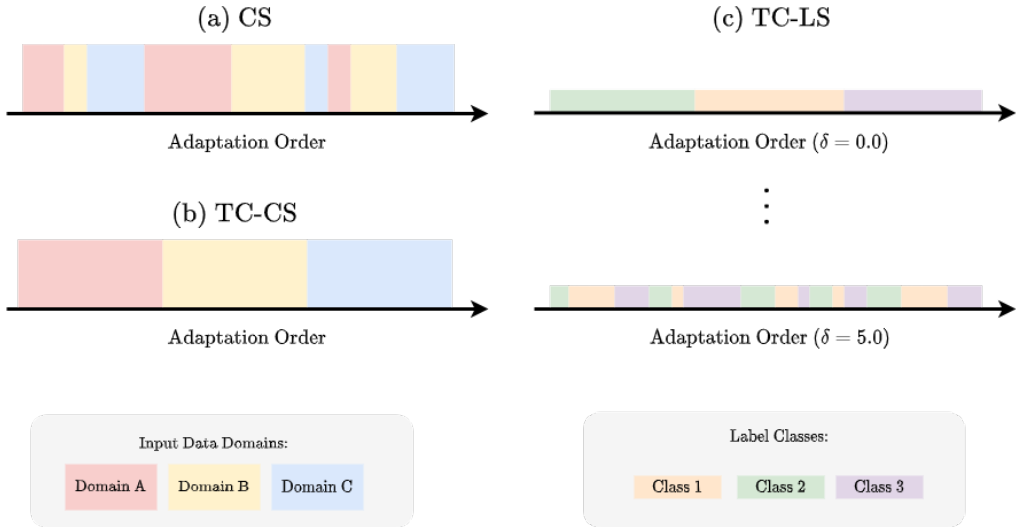 (a) CS
Adaptation Order
(b) TC-CS
Adaptation Order
Input Data Domains:
Domain A
Domain B
Domain C
(c) TC-LS
Adaptation Order (δ = 0.0)
Adaptation Order (δ = 5.0)
Label Classes:
Class 1
Class 2
Class 3